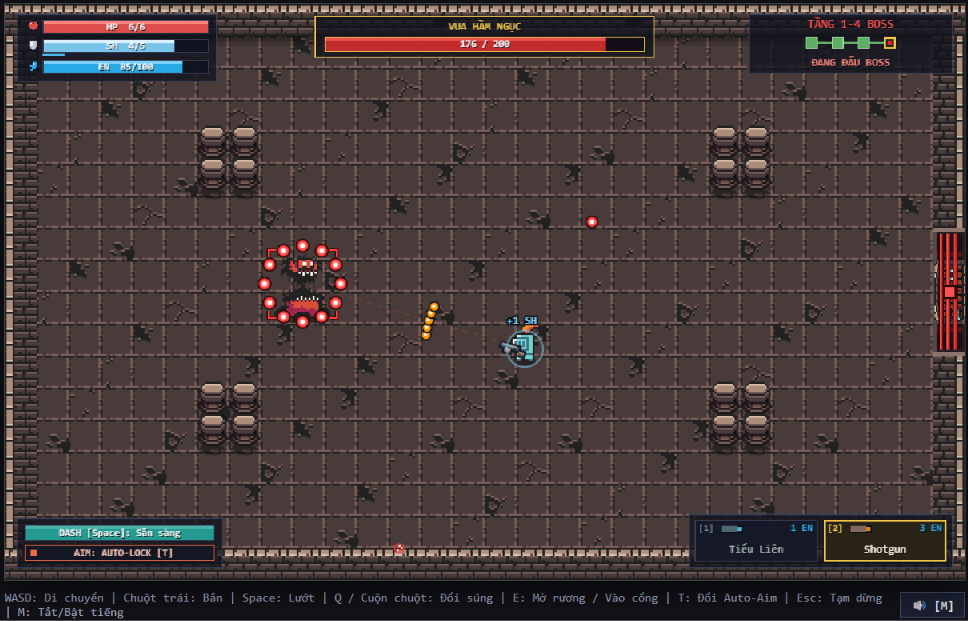 HP 6/6
SH 4/5
EN 85/100
VUA HẦM NGỤC
176 / 200
TẦNG 1-4 BOSS
ĐANG ĐẤU BOSS
+1 SH
DASH [Space]: Sẵn sàng
AIM: AUTO-LOCK [T]
[1] 1 EN
Tiểu Liên
[2] 3 EN
Shotgun
WASD: Di chuyển | Chuột trái: Bắn | Space: Lướt | Q / Cuộn chuột: Đổi súng | E: Mở rương / Vào cổng | T: Đổi Auto-Aim | Esc: Tạm dừng
| M: Tắt/Bật tiếng
[M]